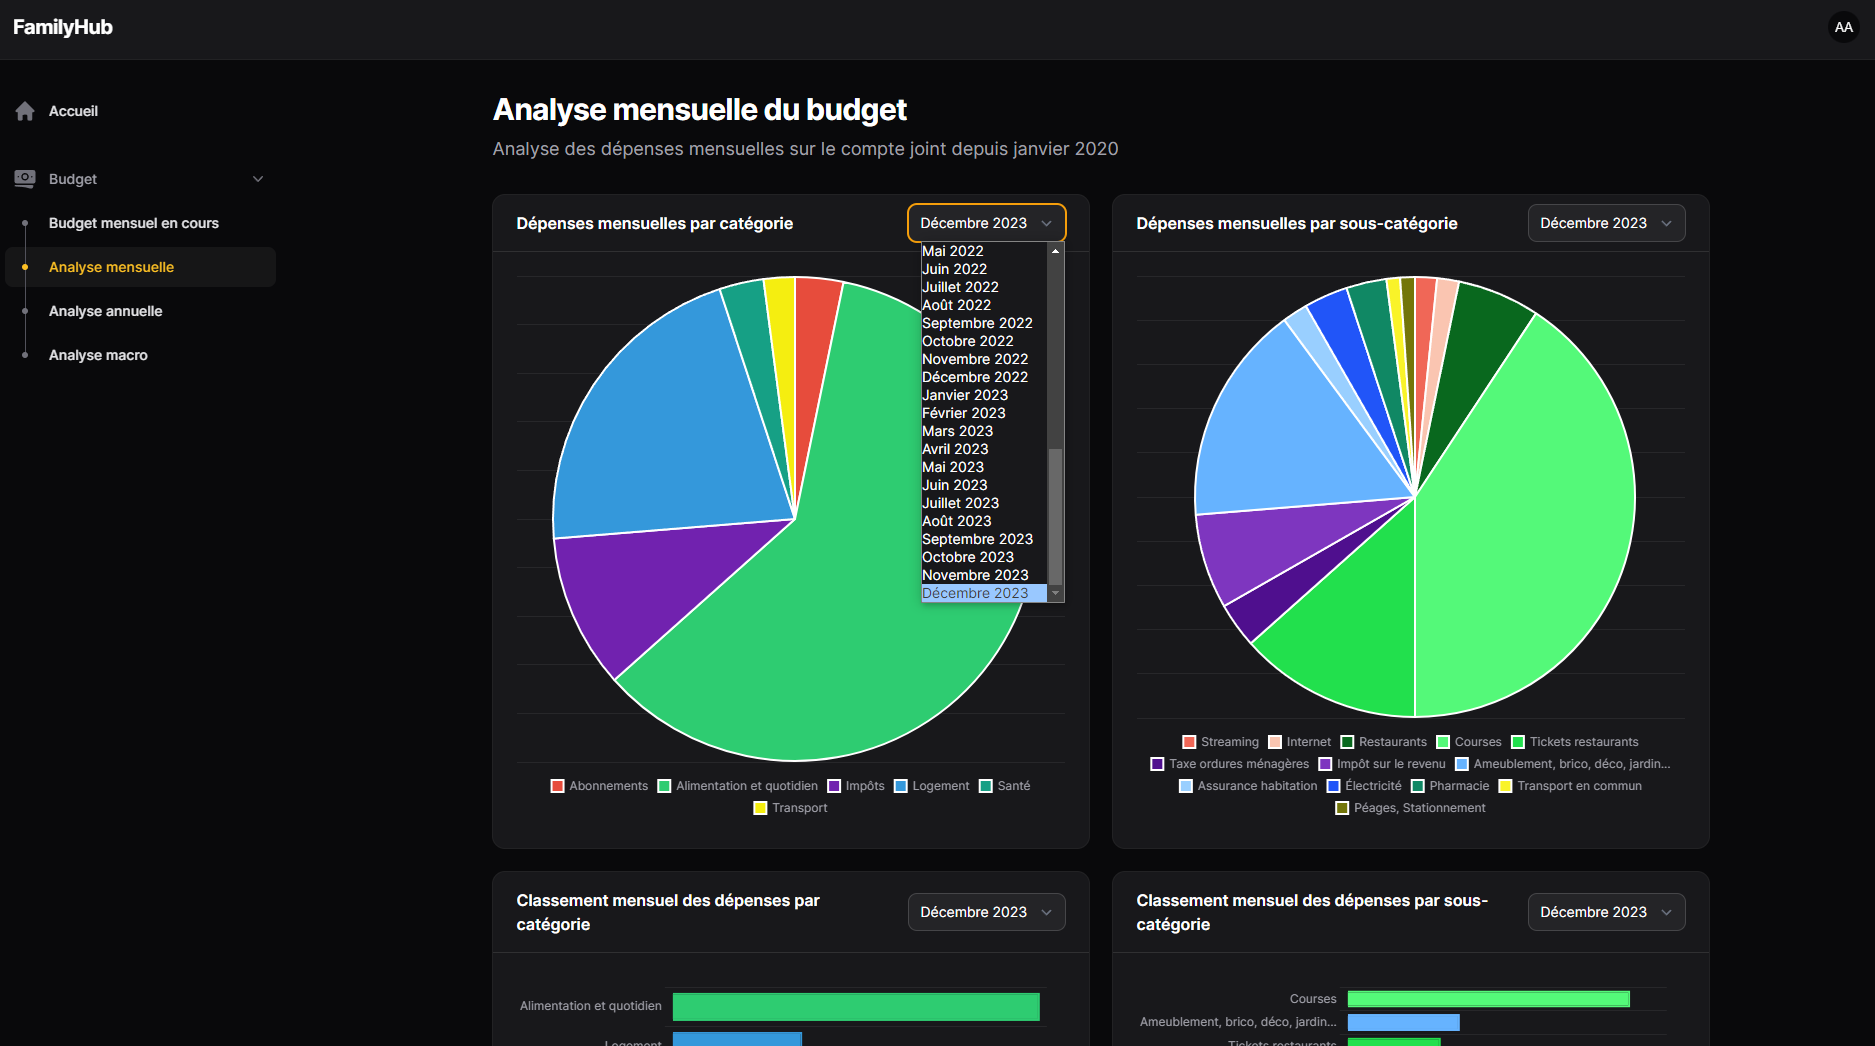 FamilyHub
AA
Accueil
Budget
Budget mensuel en cours
Analyse mensuelle
Analyse annuelle
Analyse macro
Analyse mensuelle du budget
Analyse des dépenses mensuelles sur le compte joint depuis janvier 2020
Dépenses mensuelles par catégorie
Décembre 2023
Mai 2022
Juin 2022
Juillet 2022
Août 2022
Septembre 2022
Octobre 2022
Novembre 2022
Décembre 2022
Janvier 2023
Février 2023
Mars 2023
Avril 2023
Mai 2023
Juin 2023
Juillet 2023
Août 2023
Septembre 2023
Octobre 2023
Novembre 2023
Décembre 2023
Abonnements Alimentation et quotidien Impôts Logement Santé
Transport
Dépenses mensuelles par sous-catégorie
Décembre 2023
Streaming Internet Restaurants Courses Tickets restaurants
Taxe ordures ménagères Impôt sur le revenu Ameublement, brico, déco, jardin...
Assurance habitation Électricité Pharmacie Transport en commun
Péages, Stationnement
Classement mensuel des dépenses par
catégorie
Décembre 2023
Alimentation et quotidien
Logement
Classement mensuel des dépenses par sous-
catégorie
Décembre 2023
Courses
Ameublement, brico, déco, jardin...
Tickets restaurants